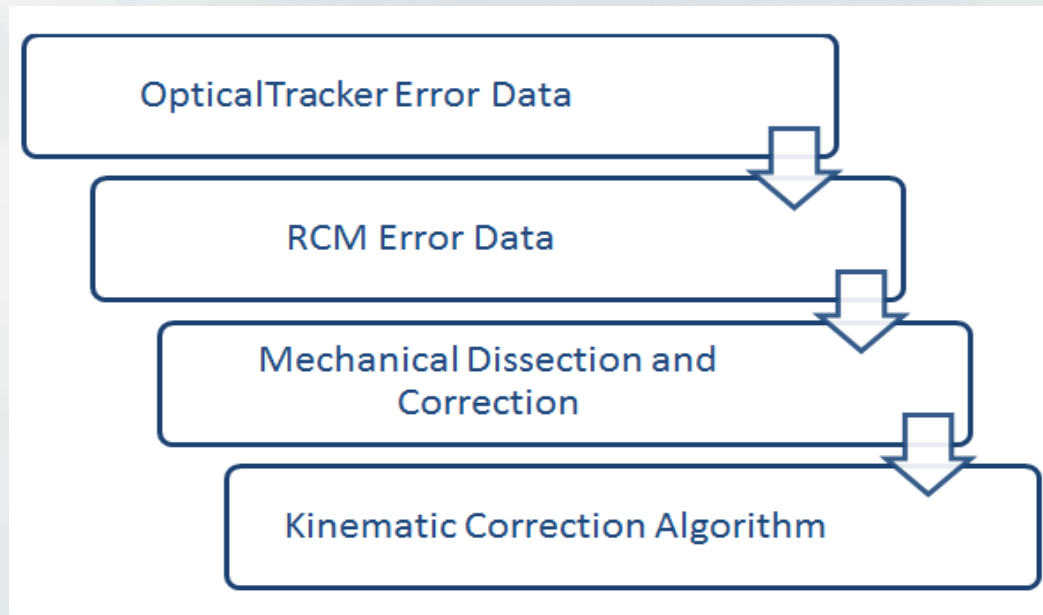 OpticalTracker Error Data
RCM Error Data
Mechanical Dissection and
Correction
Kinematic Correction Algorithm